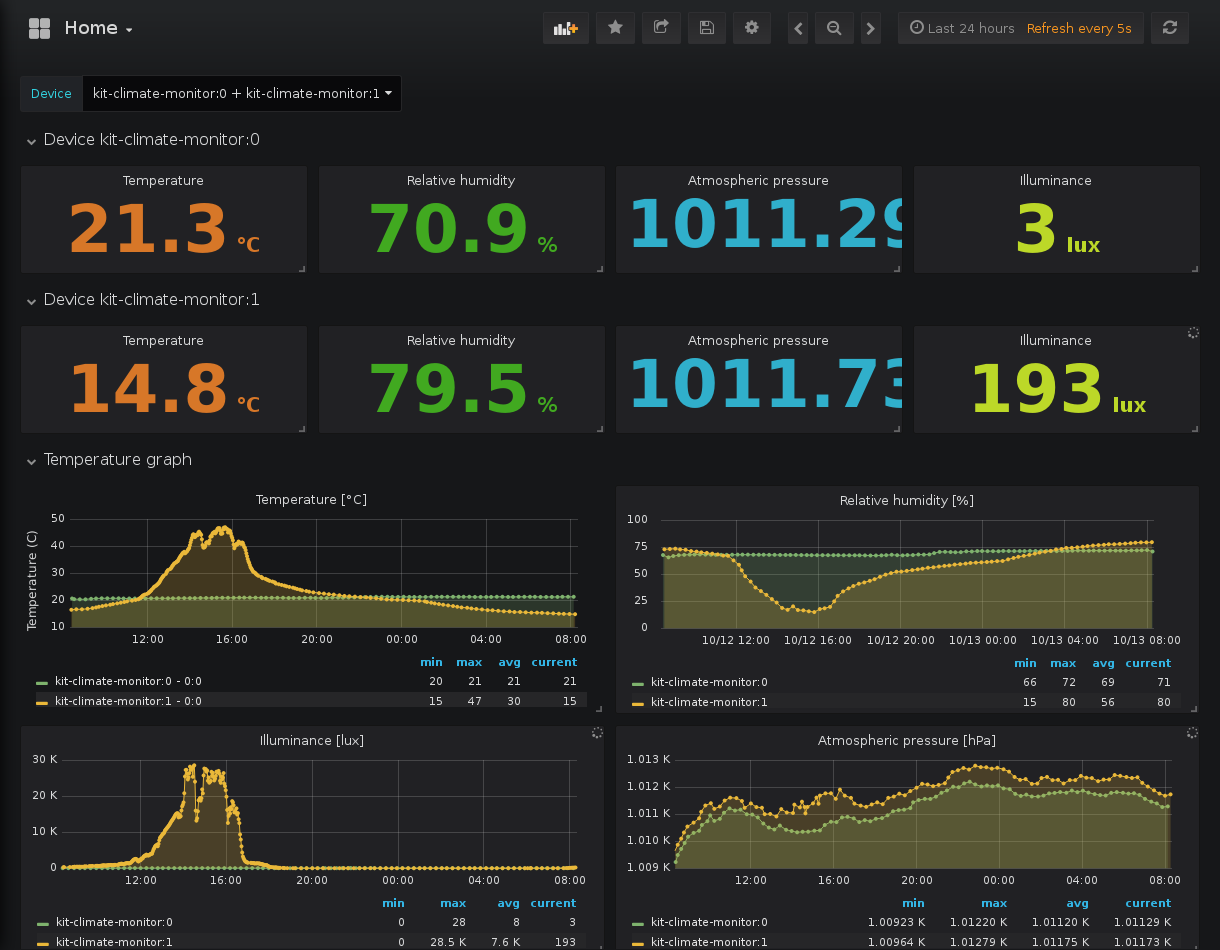 Home
Last 24 hours Refresh every 5s
Device kit-climate-monitor:0 + kit-climate-monitor:1
Device kit-climate-monitor:0
Temperature Relative humidity Atmospheric pressure Illuminance
21.3 °C 70.9 % 1011.29 3 lux
Device kit-climate-monitor:1
Temperature Relative humidity Atmospheric pressure Illuminance
14.8 °C 79.5 % 1011.73 193 lux
Temperature graph
Temperature [°C]
Temperature (C)
50
40
30
20
10
12:00 16:00 20:00 00:00 04:00 08:00
min max avg current
kit-climate-monitor:0 - 0:0 20 21 21 21
kit-climate-monitor:1 - 0:0 15 47 30 15
Relative humidity [%]
100
75
50
25
0
10/12 12:00 10/12 16:00 10/12 20:00 10/13 00:00 10/13 04:00 10/13 08:00
min max avg current
kit-climate-monitor:0 66 72 69 71
kit-climate-monitor:1 15 80 56 80
Illuminance [lux]
30 K
20 K
10 K
0
12:00 16:00 20:00 00:00 04:00 08:00
min max avg current
kit-climate-monitor:0 0 28 8 3
kit-climate-monitor:1 0 28.5 K 7.6 K 193
Atmospheric pressure [hPa]
1.013 K
1.012 K
1.011 K
1.010 K
1.009 K
12:00 16:00 20:00 00:00 04:00 08:00
min max avg current
kit-climate-monitor:0 1.00923 K 1.01220 K 1.01120 K 1.01129 K
kit-climate-monitor:1 1.00964 K 1.01279 K 1.01175 K 1.01173 K